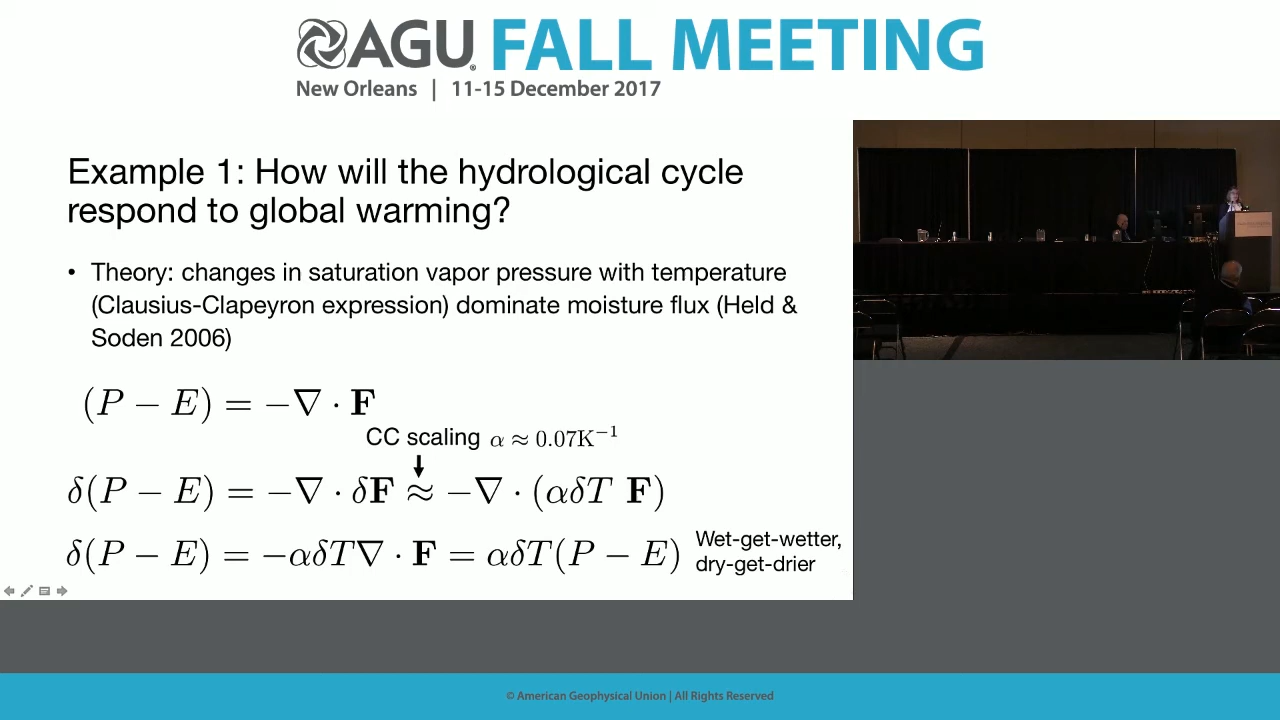 AGU FALL MEETING
New Orleans | 11-15 December 2017
Example 1: How will the hydrological cycle
respond to global warming?
• Theory: changes in saturation vapor pressure with temperature
(Clausius-Clapeyron expression) dominate moisture flux (Held &
Soden 2006)
(P − E) = −∇ · F
CC scaling α ≈ 0.07K⁻¹
δ(P − E) = −∇ · δF ≈ −∇ · (αδT F)
δ(P − E) = −αδT∇ · F = αδT(P − E)
Wet-get-wetter,
dry-get-drier
© American Geophysical Union | All Rights Reserved